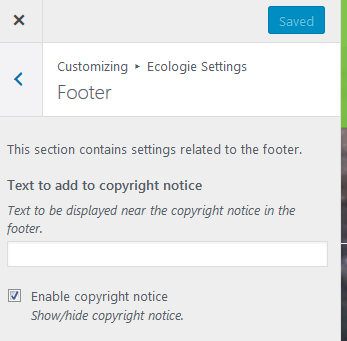 Saved
Customizing ▸ Ecologie Settings
Footer
This section contains settings related to the footer.
Text to add to copyright notice
Text to be displayed near the copyright notice in the
footer.
Enable copyright notice
Show/hide copyright notice.